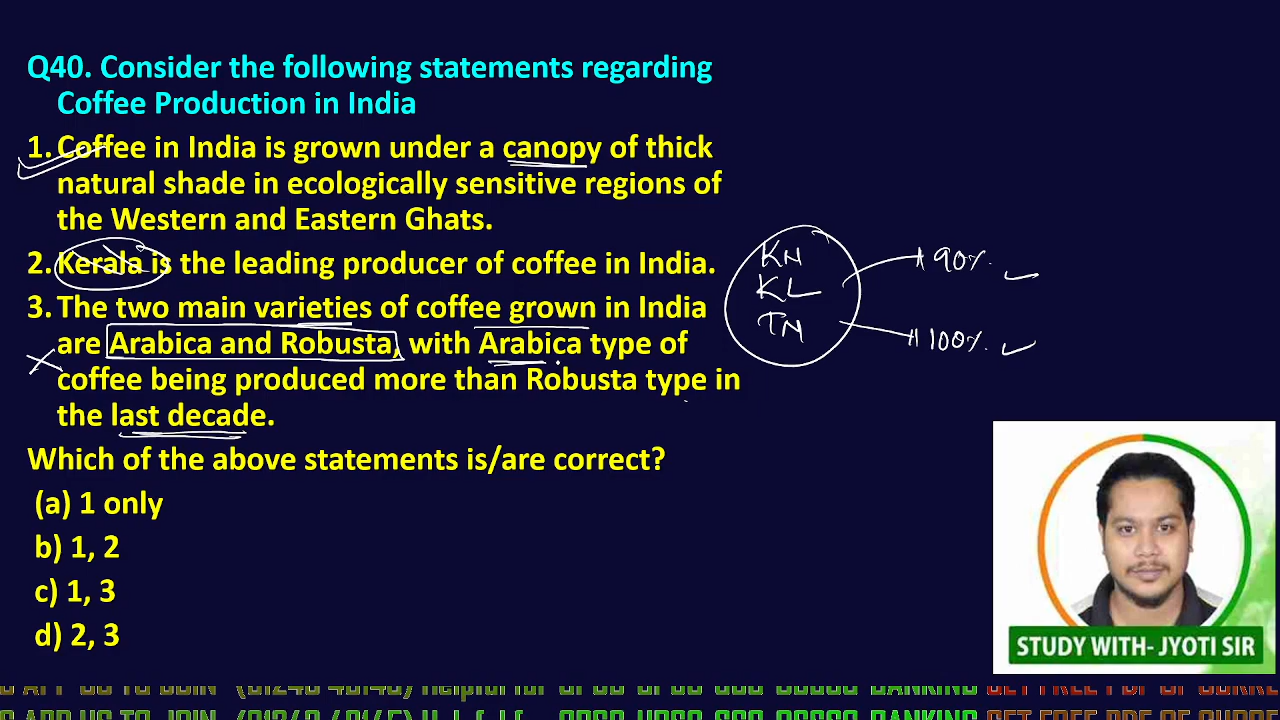 Q40. Consider the following statements regarding
Coffee Production in India
1. Coffee in India is grown under a canopy of thick
natural shade in ecologically sensitive regions of
the Western and Eastern Ghats.
2. Kerala is the leading producer of coffee in India.
3. The two main varieties of coffee grown in India
are Arabica and Robusta, with Arabica type of
coffee being produced more than Robusta type in
the last decade.
Which of the above statements is/are correct?
(a) 1 only
b) 1, 2
c) 1, 3
d) 2, 3
KN
KL
TN
90%.
100%.
STUDY WITH- JYOTI SIR